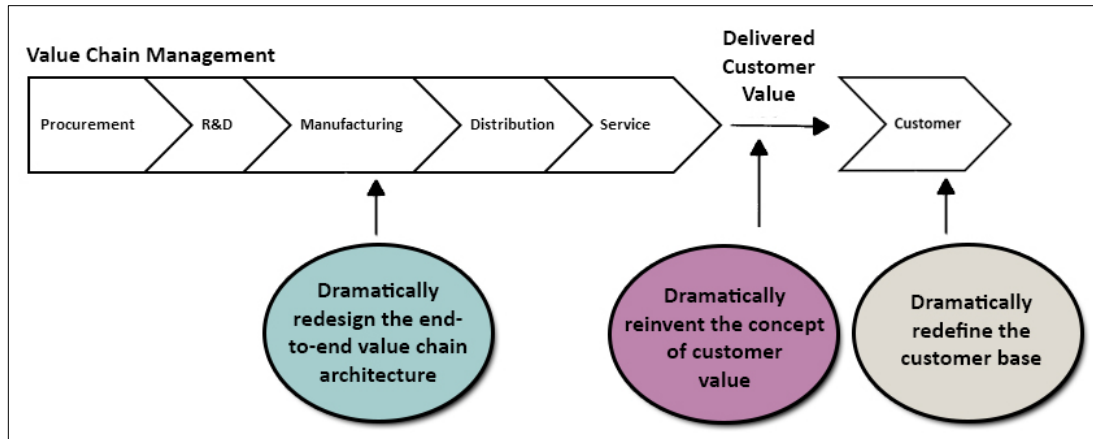 Value Chain Management
Delivered
Customer
Value
Procurement
R&D
Manufacturing
Distribution
Service
Customer
Dramatically
redesign the end-
to-end value chain
architecture
Dramatically
reinvent the concept
of customer
value
Dramatically
redefine the
customer base